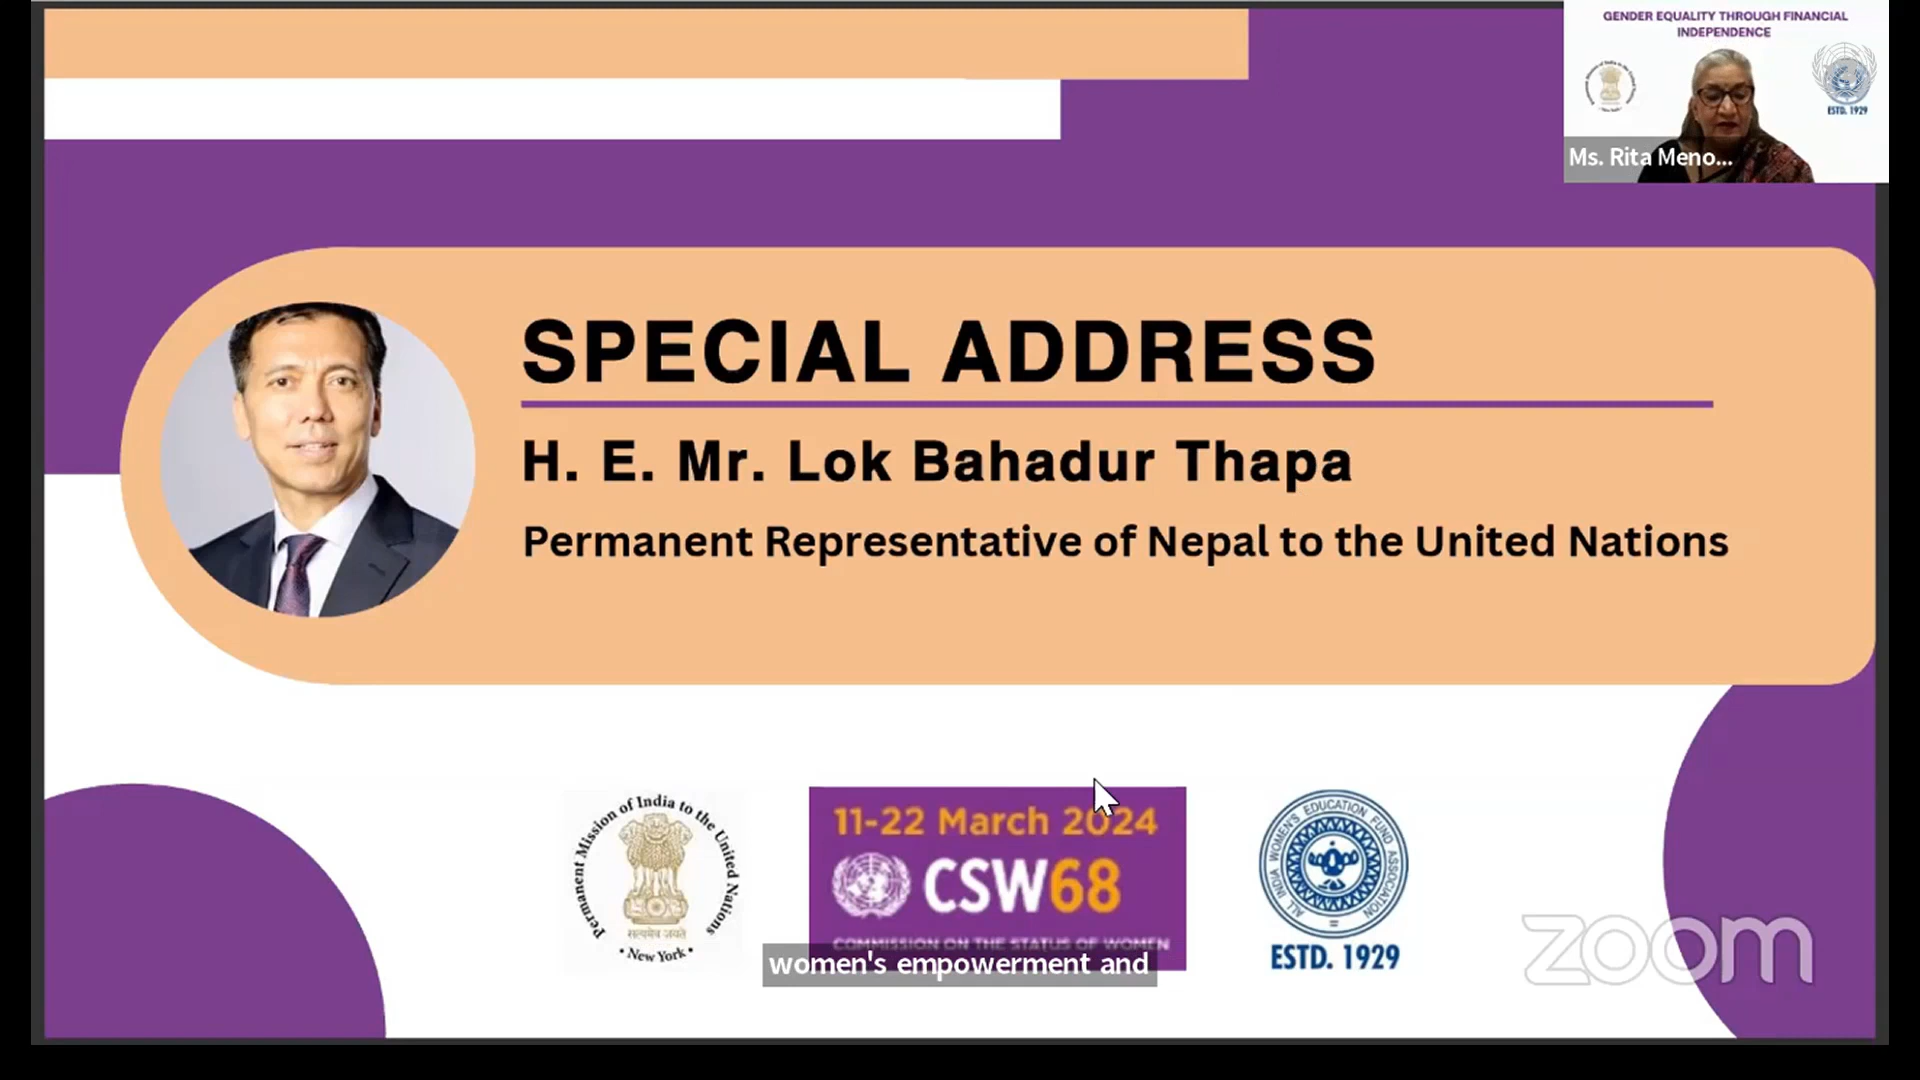 GENDER EQUALITY THROUGH FINANCIAL
INDEPENDENCE
ESTD. 1929
Ms. Rita Meno...
SPECIAL ADDRESS
H. E. Mr. Lok Bahadur Thapa
Permanent Representative of Nepal to the United Nations
Permanent Mission of India to the United Nations
सत्यमेव जयते
• New York •
11-22 March 2024
CSW68
COMMISSION ON THE STATUS OF WOMEN
women's empowerment and
ALL INDIA WOMEN'S EDUCATION FUND ASSOCIATION
ESTD. 1929
zoom